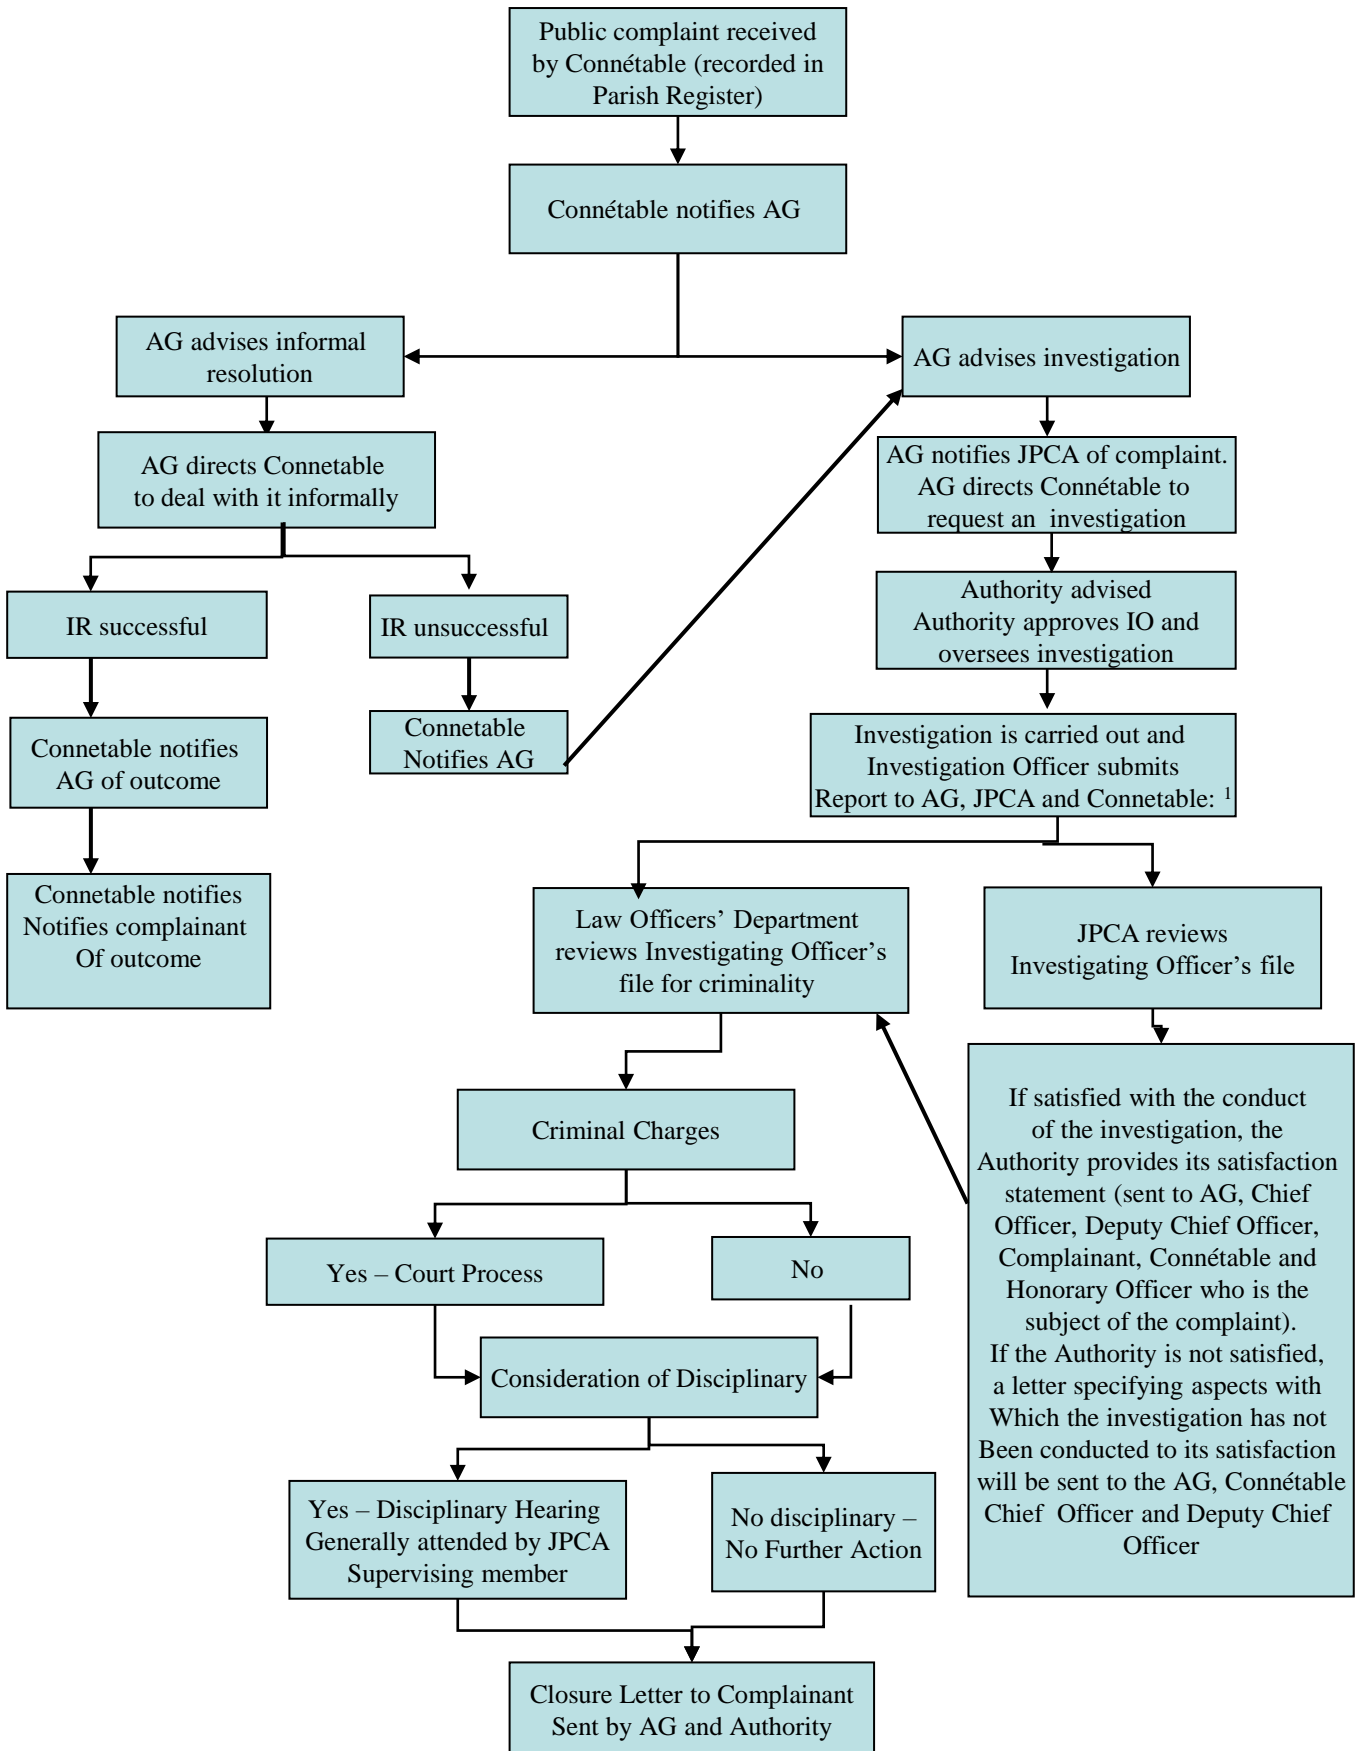 Public complaint received
by Connétable (recorded in
Parish Register)
Connétable notifies AG
AG advises informal
resolution
AG advises investigation
AG directs Connetable
to deal with it informally
AG notifies JPCA of complaint.
AG directs Connétable to
request an investigation
IR successful
IR unsuccessful
Authority advised
Authority approves IO and
oversees investigation
Connetable notifies
AG of outcome
Connetable
Notifies AG
Investigation is carried out and
Investigation Officer submits
Report to AG, JPCA and Connetable: 1
Connetable notifies
Notifies complainant
Of outcome
Law Officers’ Department
reviews Investigating Officer’s
file for criminality
JPCA reviews
Investigating Officer’s file
Criminal Charges
If satisfied with the conduct
of the investigation, the
Authority provides its satisfaction
statement (sent to AG, Chief
Officer, Deputy Chief Officer,
Complainant, Connétable and
Honorary Officer who is the
subject of the complaint).
If the Authority is not satisfied,
a letter specifying aspects with
Which the investigation has not
Been conducted to its satisfaction
will be sent to the AG, Connétable
Chief Officer and Deputy Chief
Officer
Yes – Court Process
No
Consideration of Disciplinary
Yes – Disciplinary Hearing
Generally attended by JPCA
Supervising member
No disciplinary –
No Further Action
Closure Letter to Complainant
Sent by AG and Authority